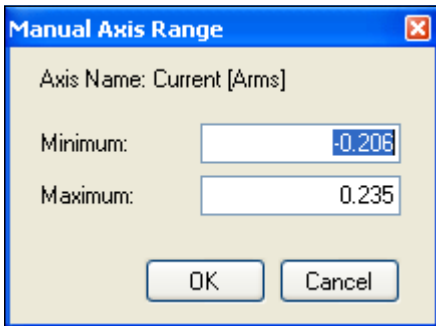 Manual Axis Range
Axis Name: Current [Arms]
Minimum: -0.206
Maximum: 0.235
OK Cancel